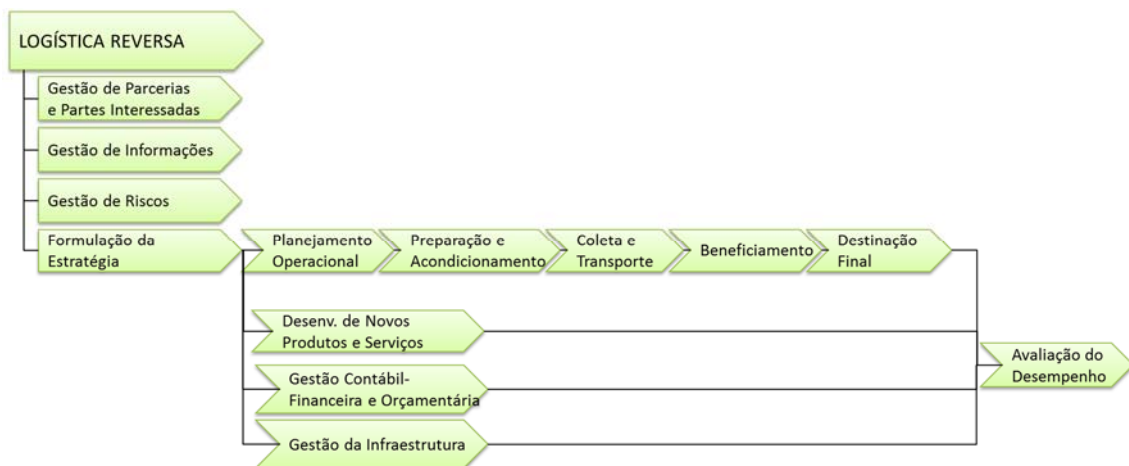 LOGÍSTICA REVERSA
Gestão de Parcerias
e Partes Interessadas
Gestão de Informações
Gestão de Riscos
Formulação da
Estratégia
Planejamento
Operacional
Preparação e
Acondicionamento
Coleta e
Transporte
Beneficiamento
Destinação
Final
Desenv. de Novos
Produtos e Serviços
Gestão Contábil-
Financeira e Orçamentária
Gestão da Infraestrutura
Avaliação do
Desempenho